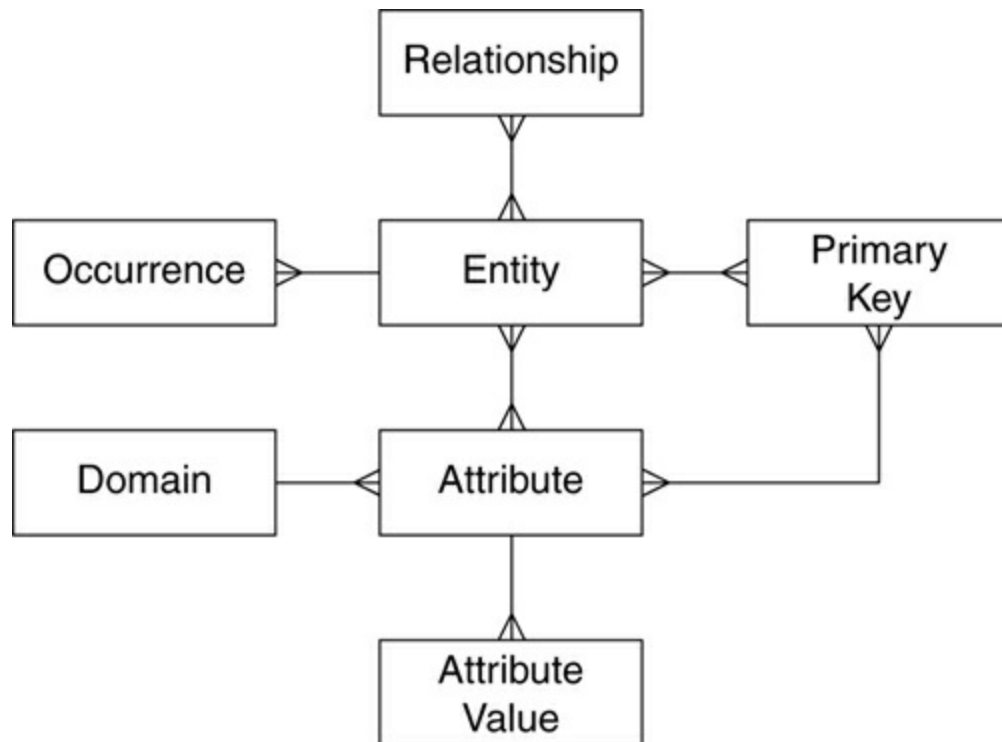 Relationship
Occurrence
Entity
Primary
Key
Domain
Attribute
Attribute
Value